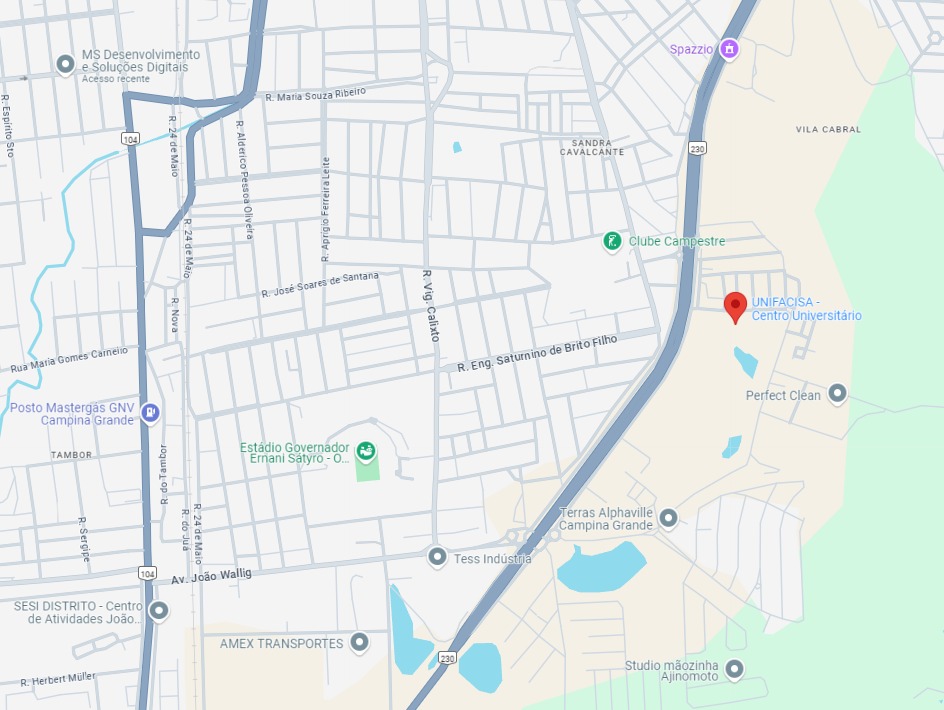 MS Desenvolvimento
e Soluções Digitais
Acesso recente
Spazzio
R. Maria Souza Ribeiro
R. Espírito Sto
R. 24 de Maio
104
R. Alderico Pessoa Oliveira
R. Aprígio Ferreira Leite
SANDRA
CAVALCANTE
230
VILA CABRAL
Clube Campestre
R. 24 de Maio
R. José Soares de Santana
R. Vig. Calixto
R. Nova
UNIFACISA -
Centro Universitário
R. Eng. Saturnino de Brito Filho
Rua Maria Gomes Carneiro
Posto Mastergás GNV
Campina Grande
Perfect Clean
TAMBOR
Estádio Governador
Ernani Sátyro - O...
R. do Tambor
R. Sergipe
R. do Juá
R. 24 de Maio
Terras Alphaville
Campina Grande
Tess Indústria
104
Av. João Wallig
SESI DISTRITO - Centro
de Atividades João...
AMEX TRANSPORTES
230
Studio mãozinha
Ajinomoto
R. Herbert Müller